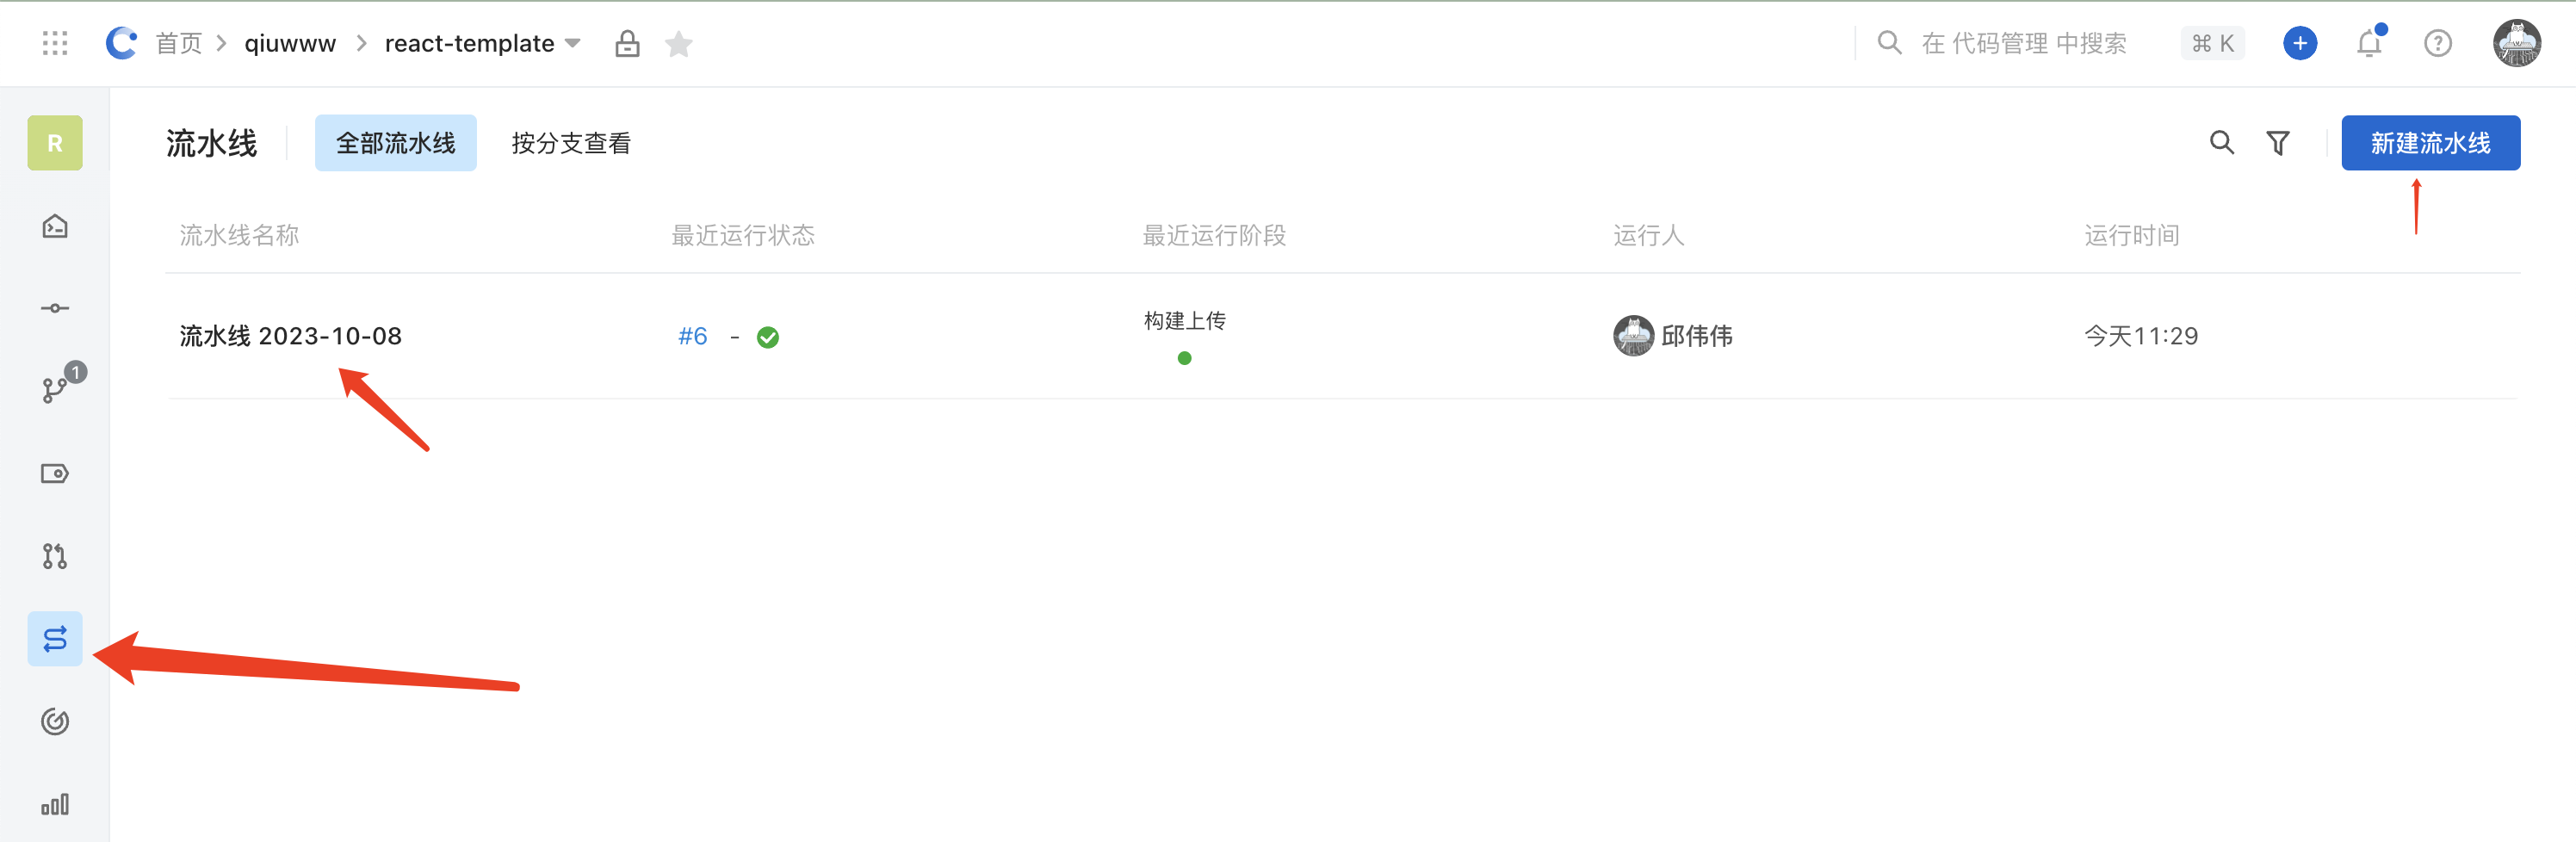 首页 > qiuwww > react-template
在 代码管理 中搜索 ⌘ K
R
流水线 全部流水线 按分支查看 新建流水线
流水线名称 最近运行状态 最近运行阶段 运行人 运行时间
流水线 2023-10-08 #6 - 构建上传 邱伟伟 今天11:29
1